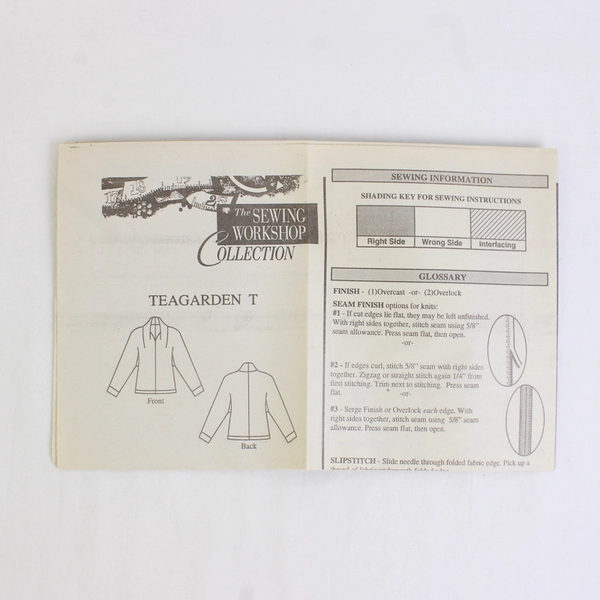 The SEWING
WORKSHOP
COLLECTION
TEAGARDEN T
Front
Back
SEWING INFORMATION
SHADING KEY FOR SEWING INSTRUCTIONS
Right Side Wrong Side Interfacing
GLOSSARY
FINISH - (1)Overcast -or- (2)Overlock
SEAM FINISH options for knits:
#1 - If cut edges lie flat, they may be left unfinished.
With right sides together, stitch seam using 5/8"
seam allowance. Press seam flat, then open.
-or-
#2 - If edges curl, stitch 5/8" seam with right sides
together. Zigzag or straight stitch again 1/4" from
first stitching. Trim next to stitching. Press seam
flat. -or-
#3 - Serge Finish or Overlock each edge. With
right sides together, stitch seam using 5/8" seam
allowance. Press seam flat, then open.
SLIPSTITCH - Slide needle through folded fabric edge. Pick up a